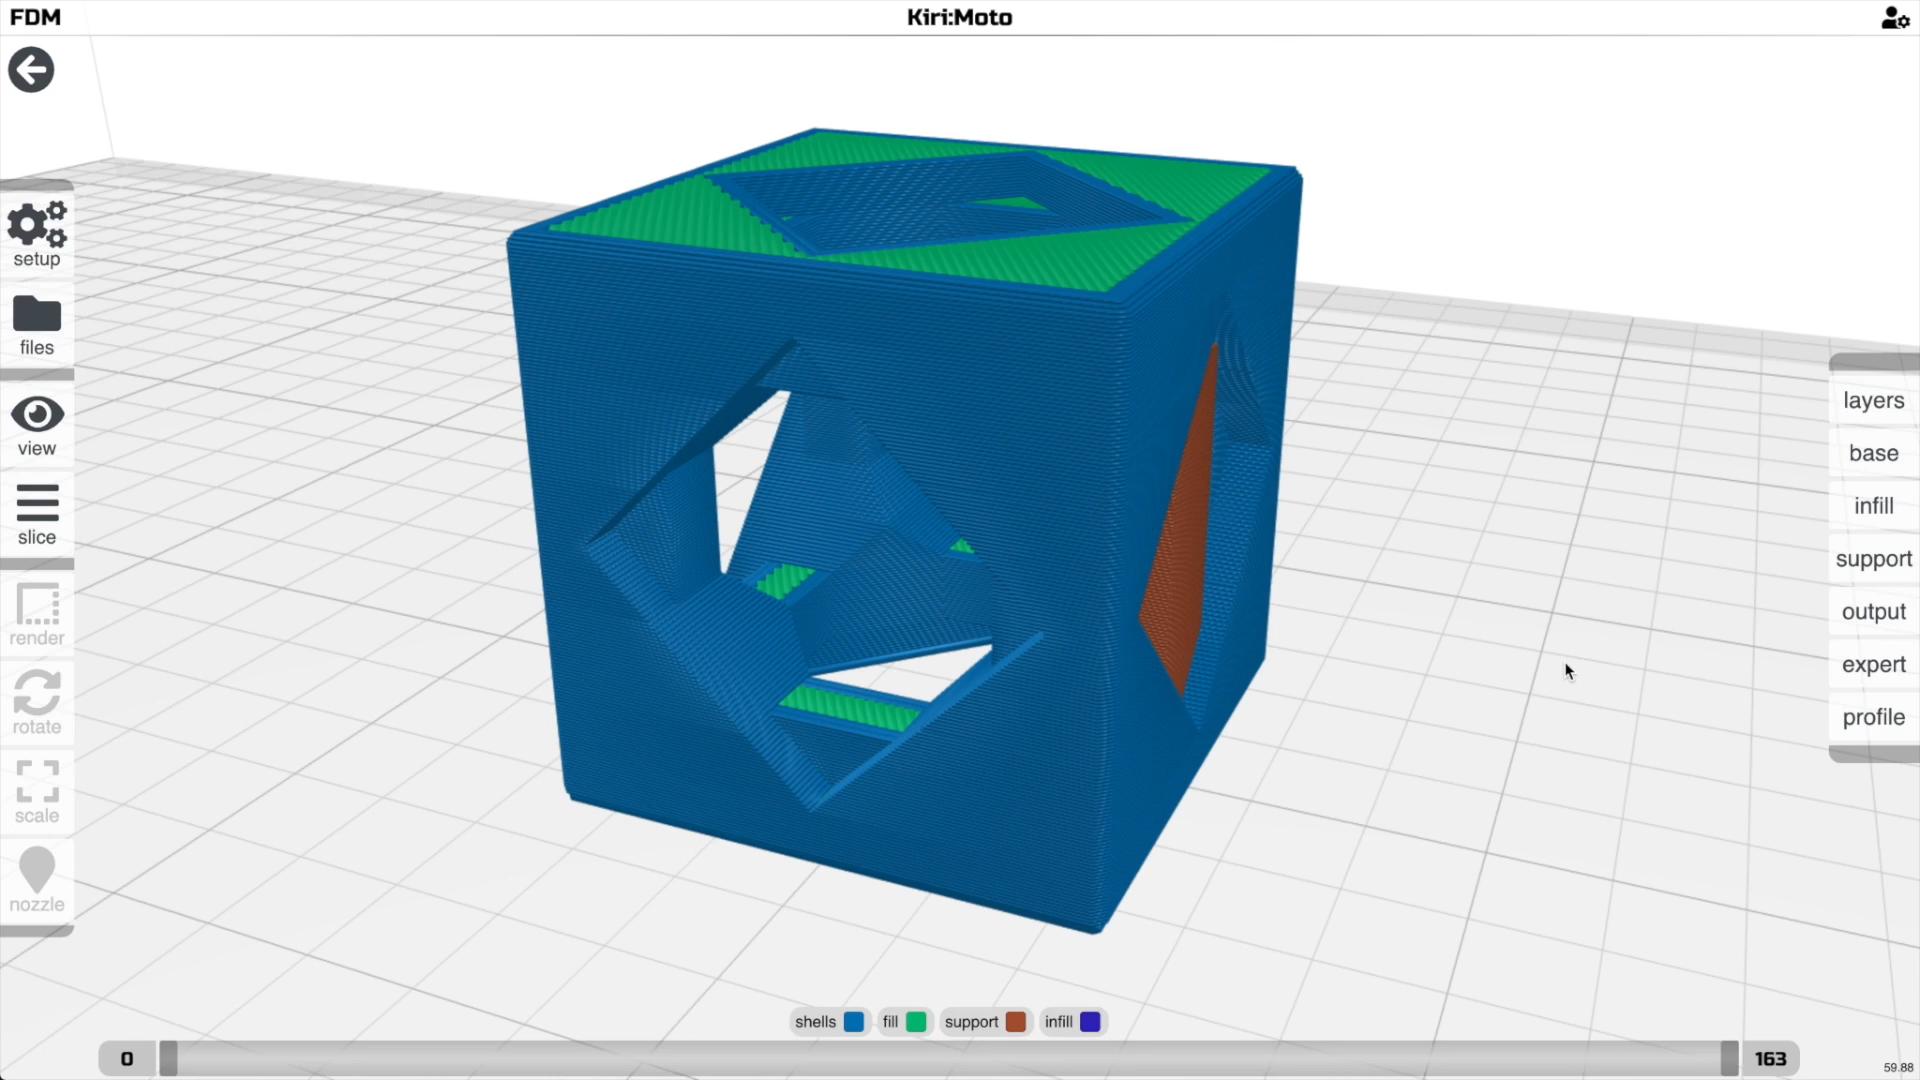 FDM
Kiri:Moto
setup
files
view
slice
render
rotate
scale
nozzle
layers
base
infill
support
output
expert
profile
shells
fill
support
infill
0
163
59.88